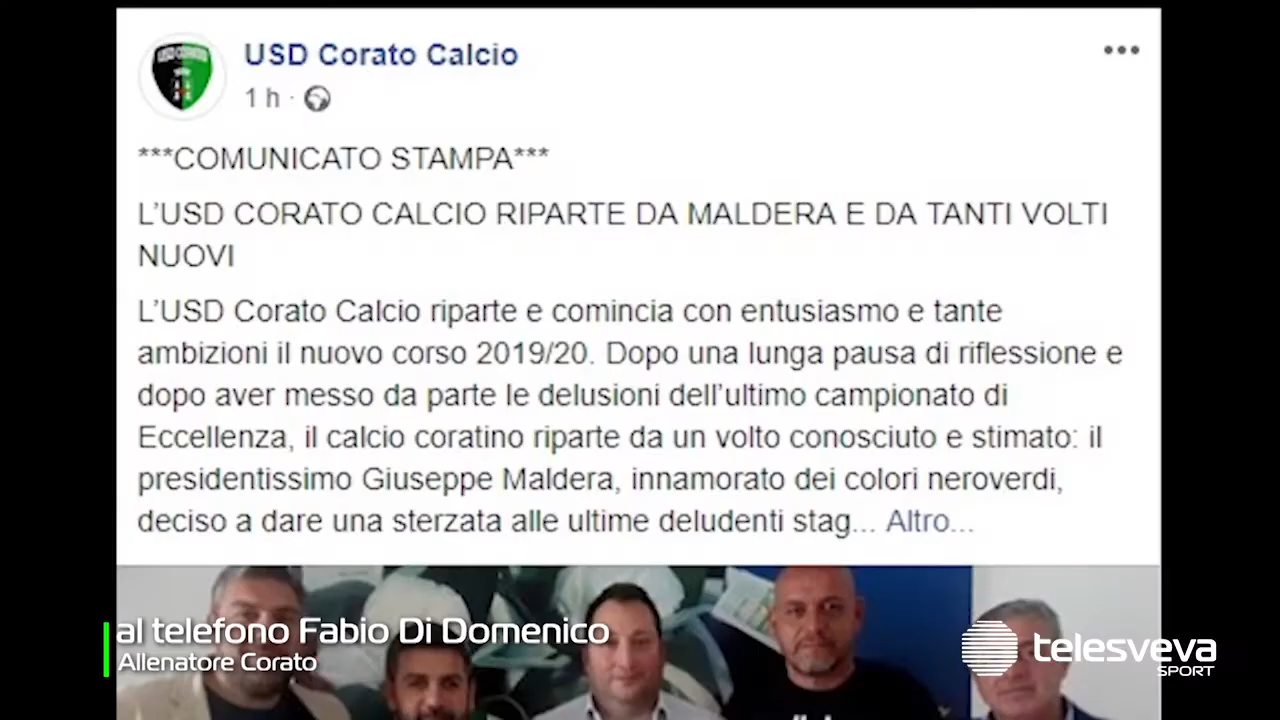 USD Corato Calcio
1 h ·
***COMUNICATO STAMPA***
L'USD CORATO CALCIO RIPARTE DA MALDERA E DA TANTI VOLTI
NUOVI
L'USD Corato Calcio riparte e comincia con entusiasmo e tante
ambizioni il nuovo corso 2019/20. Dopo una lunga pausa di riflessione e
dopo aver messo da parte le delusioni dell'ultimo campionato di
Eccellenza, il calcio coratino riparte da un volto conosciuto e stimato: il
presidentissimo Giuseppe Maldera, innamorato dei colori neroverdi,
deciso a dare una sterzata alle ultime deludenti stag... Altro...
al telefono Fabio Di Domenico
Allenatore Corato
telesveva
SPORT